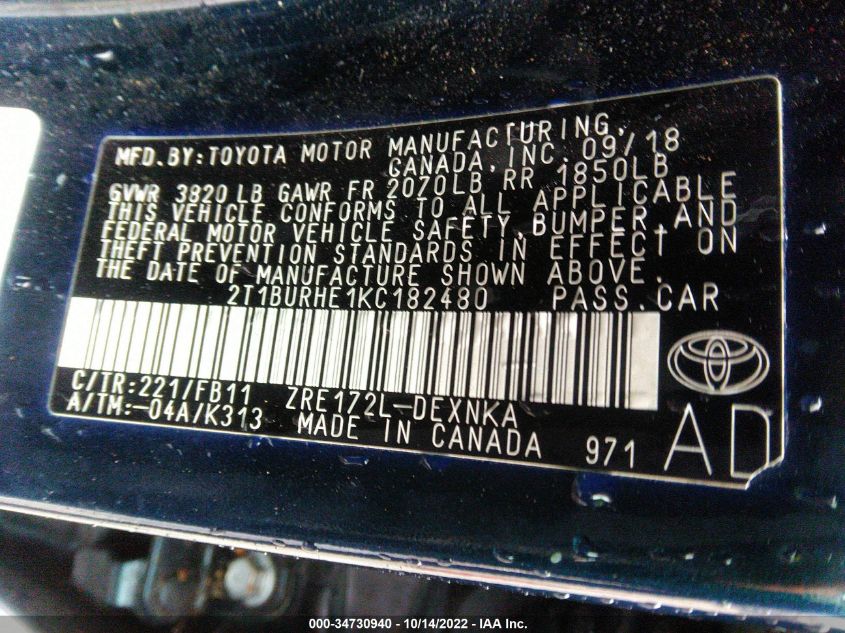 MFD.BY:TOYOTA MOTOR MANUFACTURING,
CANADA,INC.09/18
GVWR 3820 LB GAWR FR 2070LB RR 1850LB
THIS VEHICLE CONFORMS TO ALL APPLICABLE
FEDERAL MOTOR VEHICLE SAFETY,BUMPER,AND
THEFT PREVENTION STANDARDS IN EFFECT ON
THE DATE OF MANUFACTURE SHOWN ABOVE.
2T1BURHE1KC182480 PASS.CAR
C/TR:221/FB11 ZRE172L-DEXNKA
A/TM:-04A/K313 MADE IN CANADA 971
AD
000-34730940 - 10/14/2022 - IAA Inc.